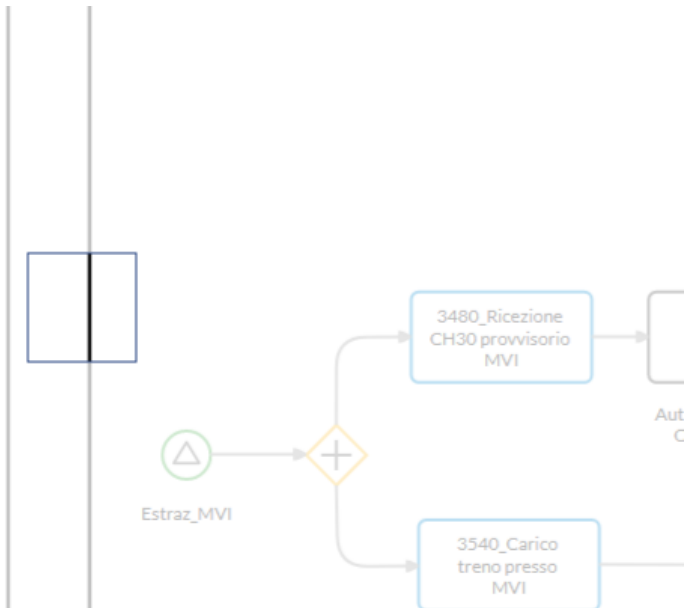 3480_Ricezione
CH30 provvisorio
MVI
Estraz_MVI
3540_Carico
treno presso
MVI